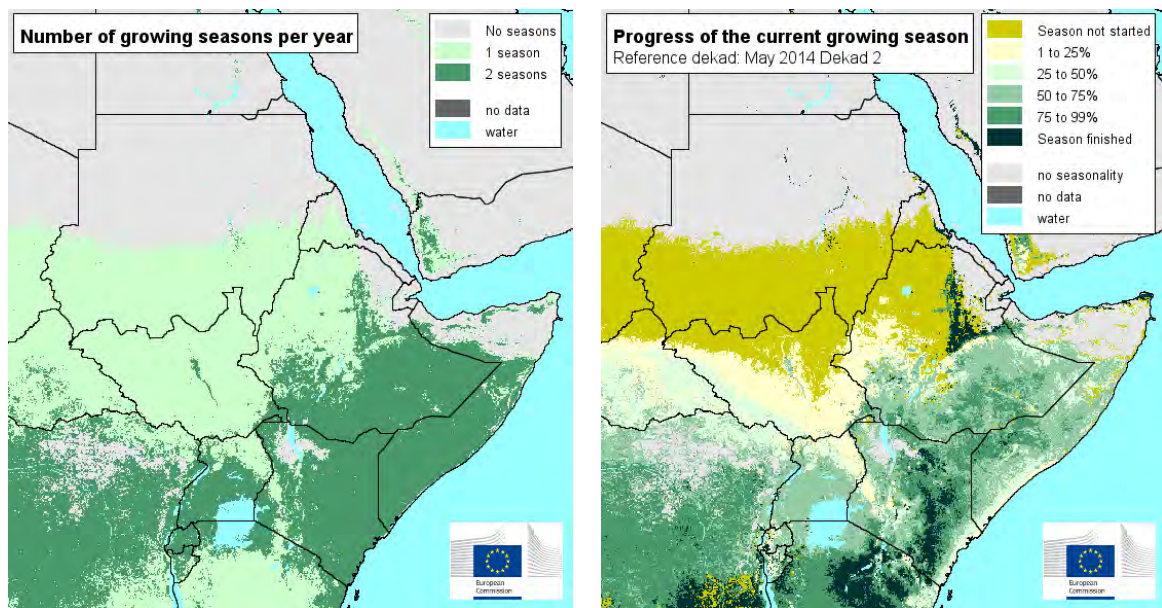 Number of growing seasons per year
No seasons
1 season
2 seasons
no data
water
European
Commission
Progress of the current growing season
Reference dekad: May 2014 Dekad 2
Season not started
1 to 25%
25 to 50%
50 to 75%
75 to 99%
Season finished
no seasonality
no data
water
European
Commission